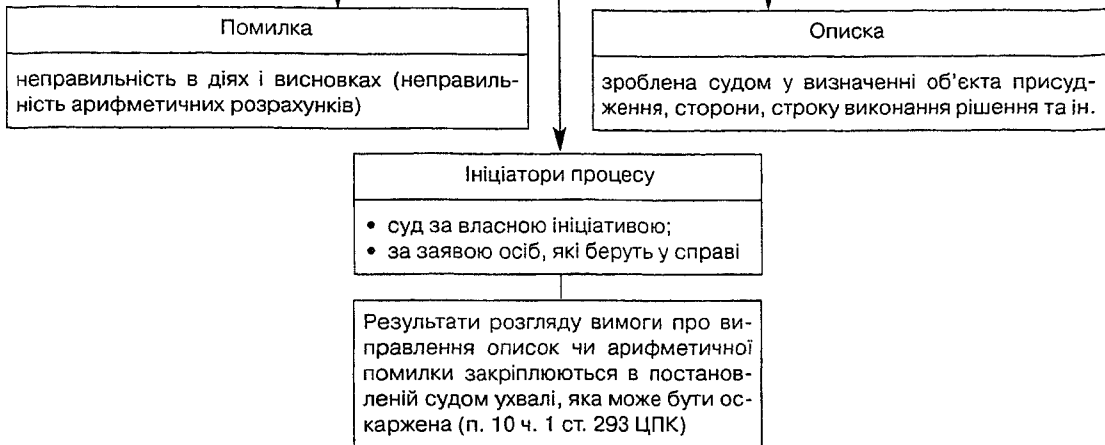 Помилка
неправильність в діях і висновках (неправиль-
ність арифметичних розрахунків)
Описка
зроблена судом у визначенні об'єкта присуд-
ження, сторони, строку виконання рішення та ін.
Ініціатори процесу
• суд за власною ініціативою;
• за заявою осіб, які беруть у справі
Результати розгляду вимоги про ви-
правлення описок чи арифметичної
помилки закріплюються в постанов-
леній судом ухвалі, яка може бути ос-
каржена (п. 10 ч. 1 ст. 293 ЦПК)